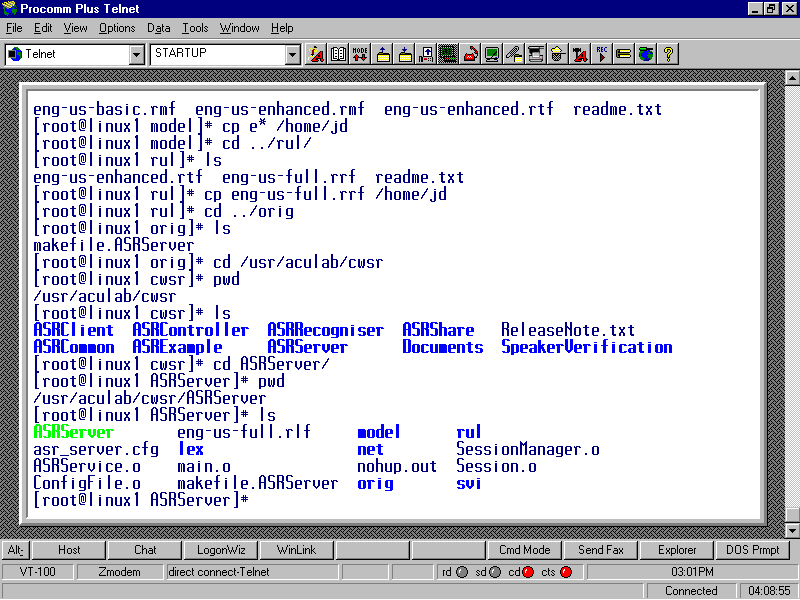 Procomm Plus Telnet
File Edit View Options Data Tools Window Help
Telnet STARTUP MODE REC
eng-us-basic.rmf eng-us-enhanced.rmf eng-us-enhanced.rtf readme.txt
[root@linux1 model]* cp e* /home/jd
[root@linux1 model]* cd ../rul/
[root@linux1 rul]* ls
eng-us-enhanced.rtf eng-us-full.rrf readme.txt
[root@linux1 rul]* cp eng-us-full.rrf /home/jd
[root@linux1 rul]* cd ../orig
[root@linux1 orig]* ls
makefile.ASRServer
[root@linux1 orig]* cd /usr/aculab/cwsr
[root@linux1 cwsr]* pwd
/usr/aculab/cwsr
[root@linux1 cwsr]* ls
ASRClient ASRController ASRRecogniser ASRShare ReleaseNote.txt
ASRCommon ASRExample ASRServer Documents SpeakerVerification
[root@linux1 cwsr]* cd ASRServer/
[root@linux1 ASRServer]* pwd
/usr/aculab/cwsr/ASRServer
[root@linux1 ASRServer]* ls
ASRServer eng-us-full.rlf model rul
asr_server.cfg lex net SessionManager.o
ASRService.o main.o nohup.out Session.o
ConfigFile.o makefile.ASRServer orig svi
[root@linux1 ASRServer]*
Alt: Host Chat LogonWiz WinLink Cmd Mode Send Fax Explorer DOS Prmpt
VT-100 Zmodem direct connect-Telnet rd sd cd cts 03:01PM
Connected 04:08:55